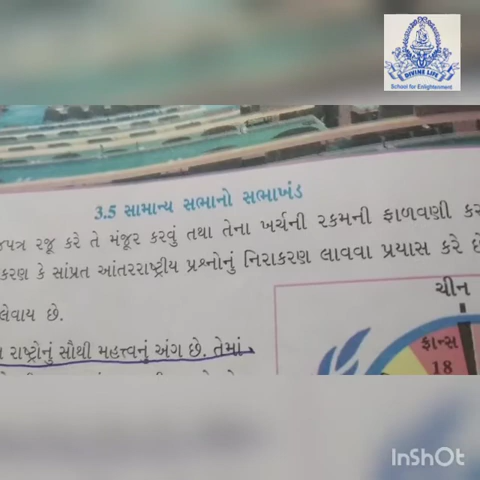 DIVINE LIFE
School for Enlightenment
3.5 સામાન્ય સભાનો સભાખંડ
જપત્ર રજૂ કરે તે મંજૂર કરવું તથા તેના ખર્ચની રકમની ફાળવણી કર
કરણ કે સાંપ્રત આંતરરાષ્ટ્રીય પ્રશ્નોનું નિરાકરણ લાવવા પ્રયાસ કરે છે
લેવાય છે.
ચીન
રાષ્ટ્રોનું સૌથી મહત્ત્વનું અંગ છે. તેમાં
ફ્રાન્સ
18
InShOt